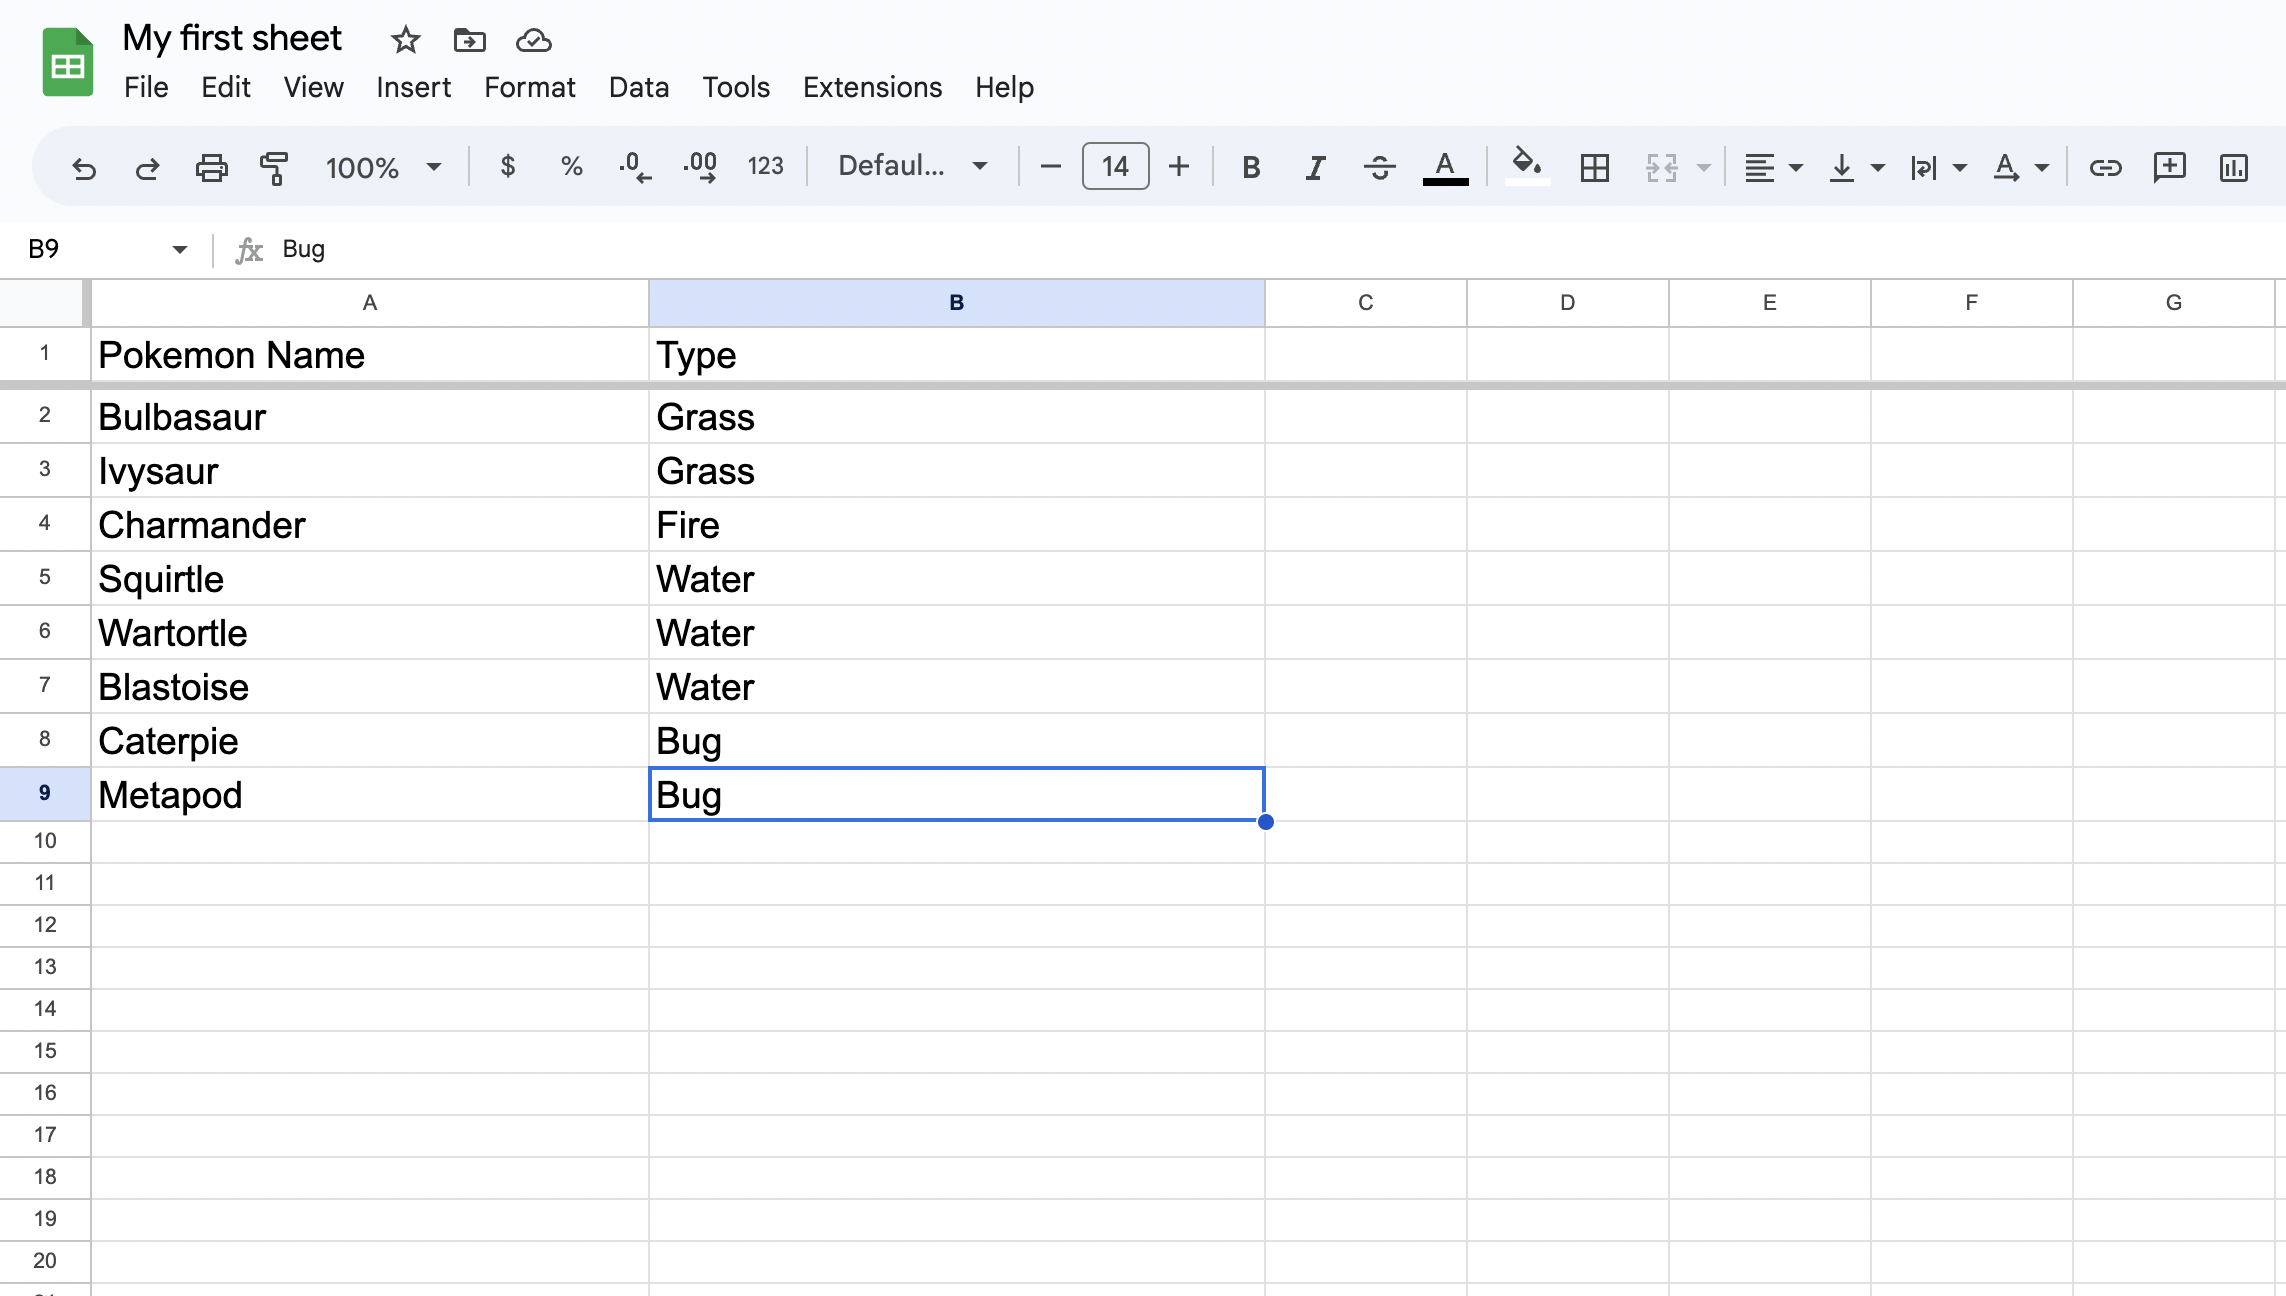 My first sheet
File Edit View Insert Format Data Tools Extensions Help
100% $ % .0 .00 123 Defaul... 14 B I S A A
B9 fx Bug
A B C D E F G
1 Pokemon Name Type
2 Bulbasaur Grass
3 Ivysaur Grass
4 Charmander Fire
5 Squirtle Water
6 Wartortle Water
7 Blastoise Water
8 Caterpie Bug
9 Metapod Bug
10
11
12
13
14
15
16
17
18
19
20